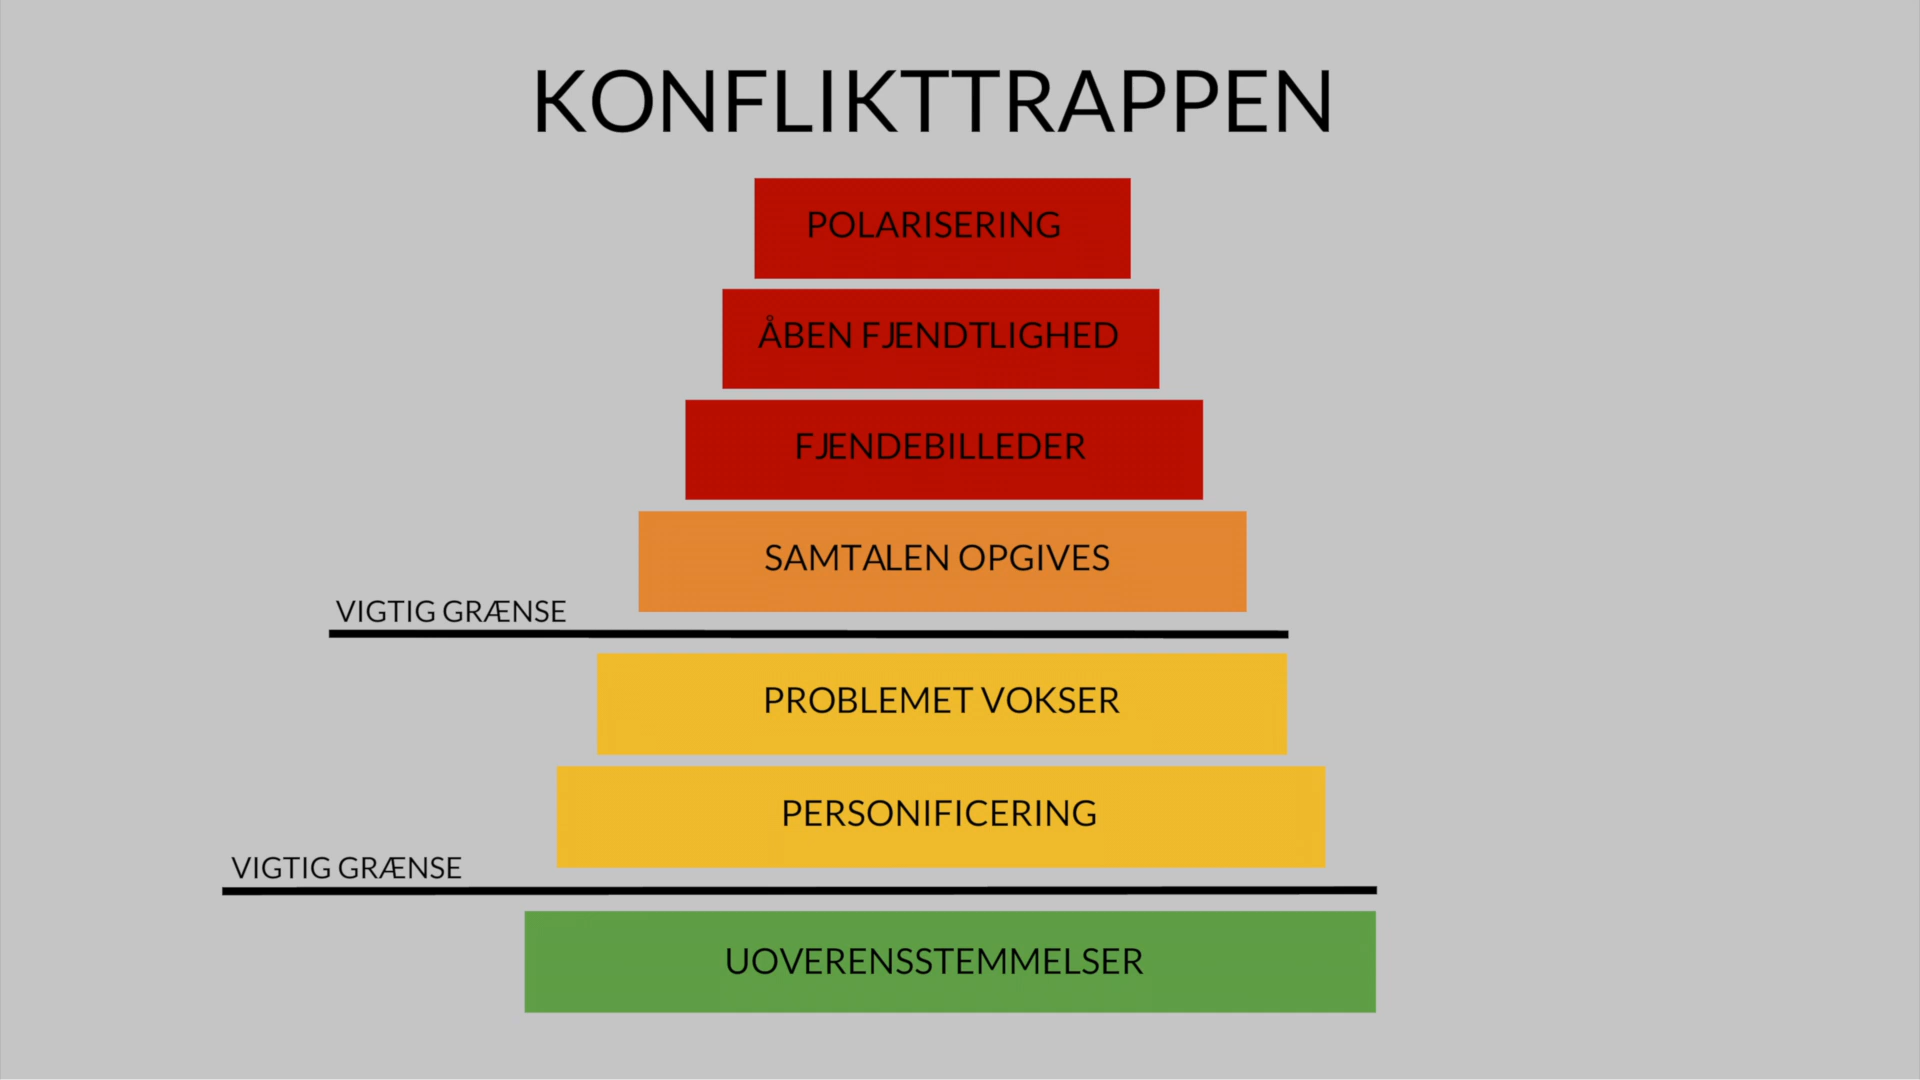 KONFLIKTTRAPPEN
POLARISERING
ÅBEN FJENDTLIGHED
FJENDEBILLEDER
SAMTALEN OPGIVES
VIGTIG GRÆNSE
PROBLEMET VOKSER
PERSONIFICERING
VIGTIG GRÆNSE
UOVERENSSTEMMELSER